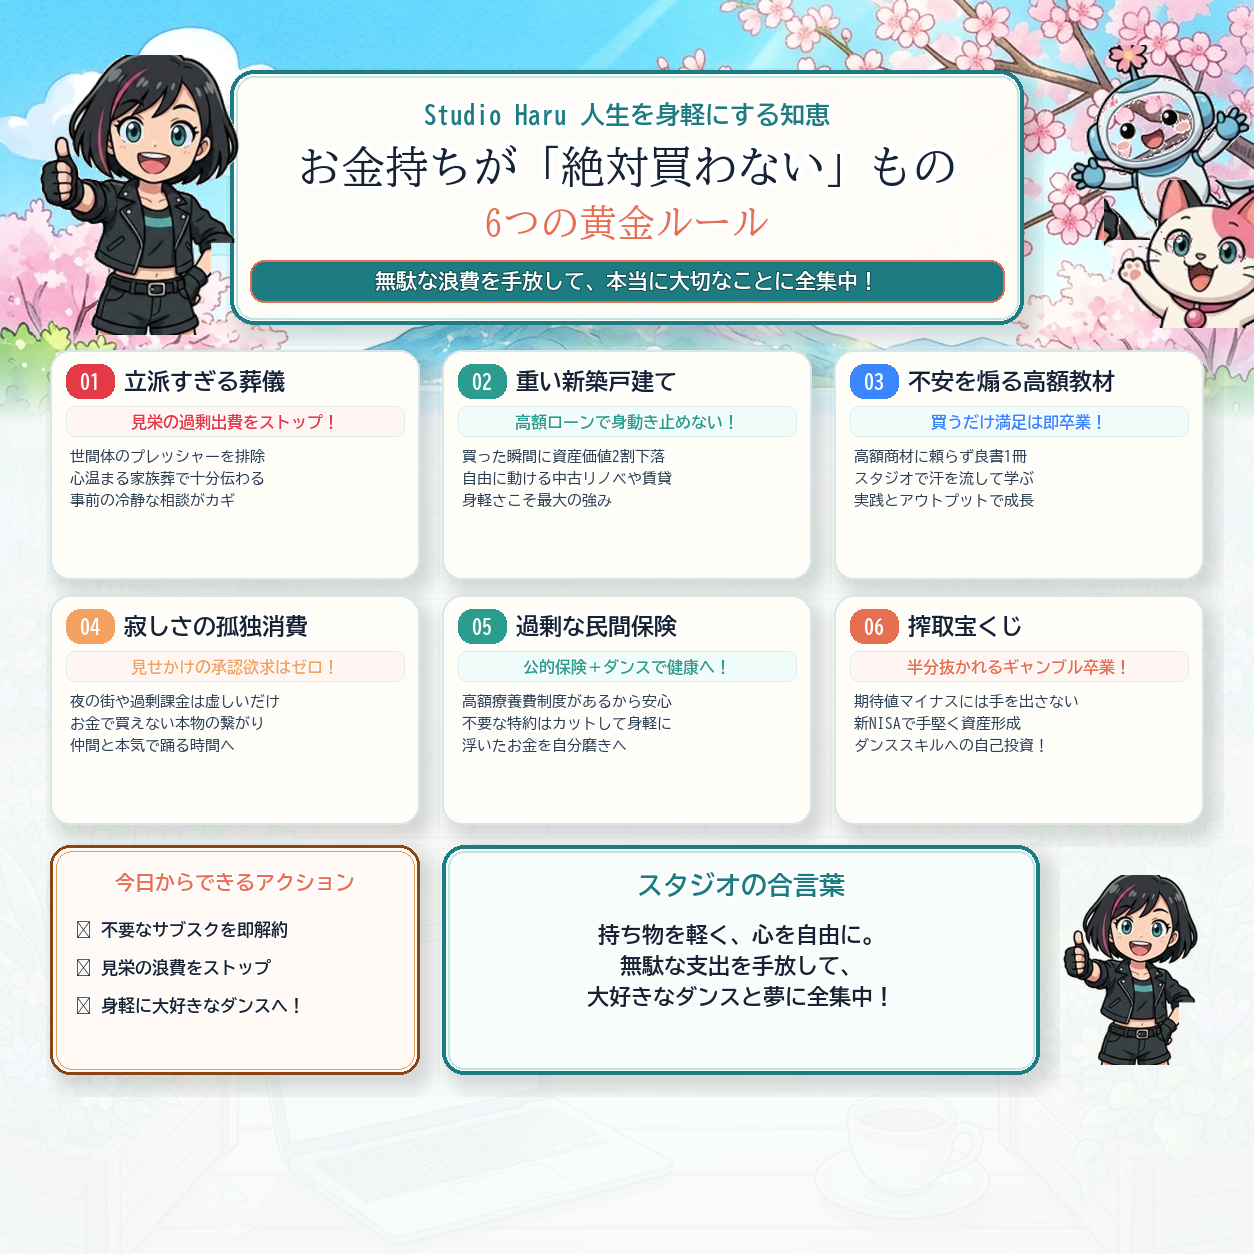 Studio Haru 人生を身軽にする知恵
お金持ちが「絶対買わない」もの
6つの黄金ルール
無駄な浪費を手放して、本当に大切なことに全集中！
01 立派すぎる葬儀
見栄の過剰出費をストップ！
世間体のプレッシャーを排除
心温まる家族葬で十分伝わる
事前の冷静な相談がカギ
02 重い新築戸建て
高額ローンで身動き止めない！
買った瞬間に資産価値2割下落
自由に動ける中古リノベや賃貸
身軽さこそ最大の強み
03 不安を煽る高額教材
買うだけ満足は即卒業！
高額商材に頼らず良書1冊
スタジオで汗を流して学ぶ
実践とアウトプットで成長
04 寂しさの孤独消費
見せかけの承認欲求はゼロ！
夜の街や過剰課金は虚しいだけ
お金で買えない本物の繋がり
仲間と本気で踊る時間へ
05 過剰な民間保険
公的保険＋ダンスで健康へ！
高額療養費制度があるから安心
不要な特約はカットして身軽に
浮いたお金を自分磨きへ
06 搾取宝くじ
半分抜かれるギャンブル卒業！
期待値マイナスには手を出さない
新NISAで手堅く資産形成
ダンススキルへの自己投資！
今日からできるアクション
不要なサブスクを即解約
見栄の浪費をストップ
身軽に大好きなダンスへ！
スタジオの合言葉
持ち物を軽く、心を自由に。
無駄な支出を手放して、
大好きなダンスと夢に全集中！